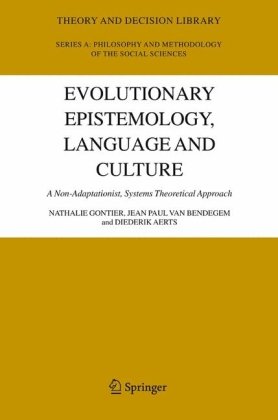 THEORY AND DECISION LIBRARY
SERIES A: PHILOSOPHY AND METHODOLOGY
OF THE SOCIAL SCIENCES
EVOLUTIONARY
EPISTEMOLOGY,
LANGUAGE AND
CULTURE
A Non-Adaptationist, Systems Theoretical Approach
NATHALIE GONTIER, JEAN PAUL VAN BENDEGEM
and DIEDERIK AERTS
Springer